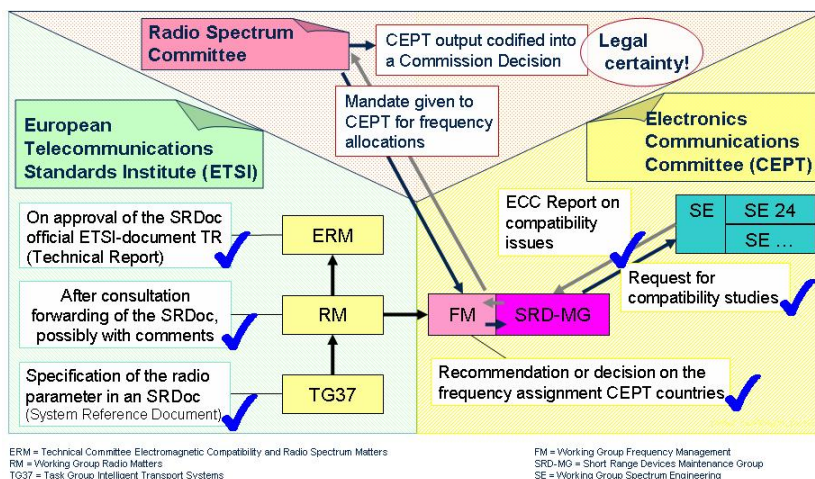 Radio Spectrum
Committee
CEPT output codified into
a Commission Decision
Legal
certainty!
Mandate given to
CEPT for frequency
allocations
European
Telecommunications
Standards Institute (ETSI)
Electronics
Communications
Committee (CEPT)
On approval of the SRDoc
official ETSI-document TR
(Technical Report)
ERM
ECC Report on
compatibility
issues
SE
SE 24
SE ...
Request for
compatibility studies
After consultation
forwarding of the SRDoc,
possibly with comments
RM
FM
SRD-MG
Specification of the radio
parameter in an SRDoc
(System Reference Document)
TG37
Recommendation or decision on the
frequency assignment CEPT countries
ERM = Technical Committee Electromagnetic Compatibility and Radio Spectrum Matters
RM = Working Group Radio Matters
TG37 = Task Group Intelligent Transport Systems
FM = Working Group Frequency Management
SRD-MG = Short Range Devices Maintenance Group
SE = Working Group Spectrum Engineering